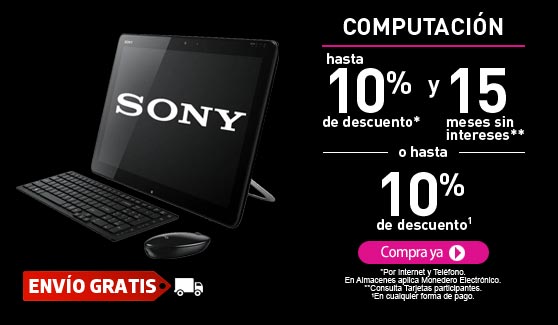 SONY
SONY
ENVÍO GRATIS
COMPUTACIÓN
hasta
10% y 15
de descuento* meses sin
intereses**
o hasta
10%
de descuento¹
Compra ya
*Por Internet y Teléfono.
En Almacenes aplica Monedero Electrónico.
**Consulta Tarjetas participantes.
¹En cualquier forma de pago.